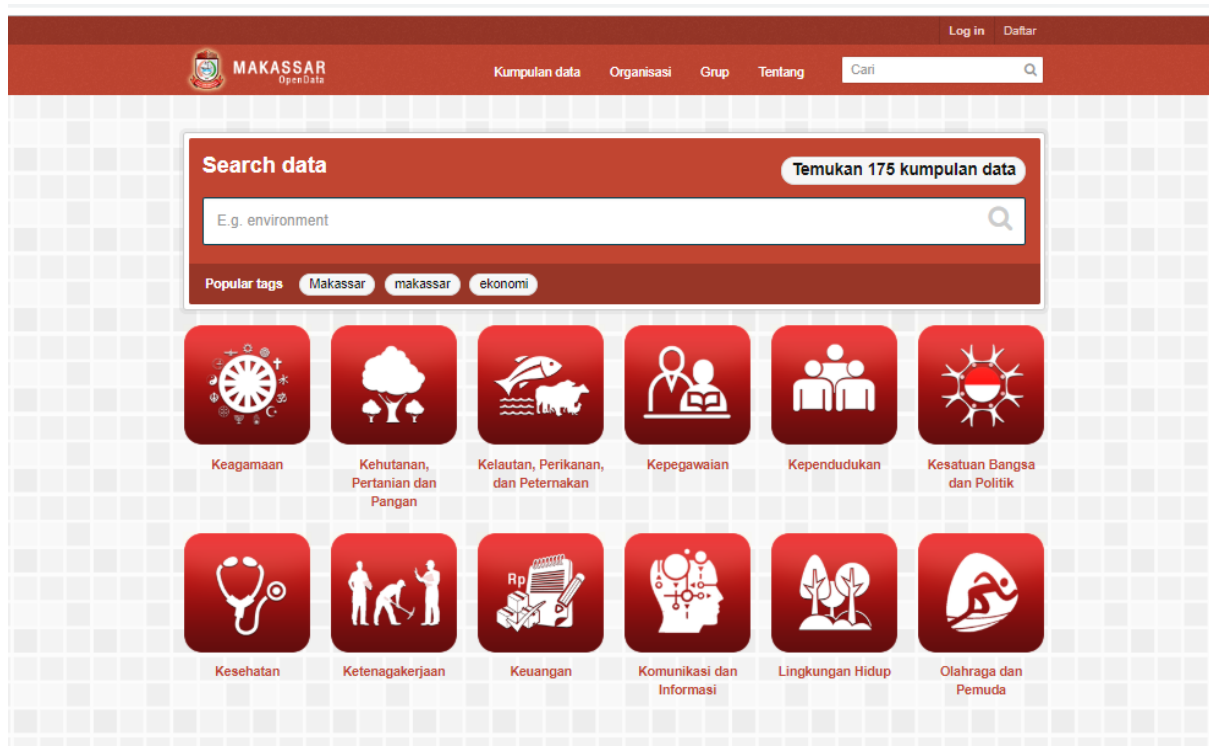 Log in Daftar
MAKASSAR
OpenData
Kumpulan data Organisasi Grup Tentang Cari
Search data
Temukan 175 kumpulan data
E.g. environment
Popular tags Makassar makassar ekonomi
Keagamaan
Kehutanan,
Pertanian dan
Pangan
Kelautan, Perikanan,
dan Peternakan
Kepegawaian
Kependudukan
Kesatuan Bangsa
dan Politik
Rp
Kesehatan
Ketenagakerjaan
Keuangan
Komunikasi dan
Informasi
Lingkungan Hidup
Olahraga dan
Pemuda